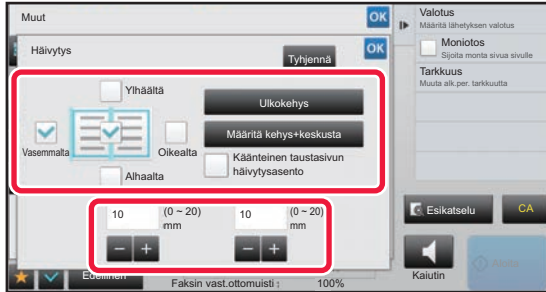 Muut
OK
Häivytys
Tyhjennä
OK
Ylhäältä
Vasemmalta
Oikealta
Alhaalta
Ulkokehys
Määritä kehys+keskusta
Käänteinen taustasivun
häivytysasento
10
(0 ~ 20)
mm
10
(0 ~ 20)
mm
Edellinen
Faksin vast.ottomuisti :
100%
Valotus
Määritä lähetyksen valotus
Moniotos
Sijoita monta sivua sivulle
Tarkkuus
Muuta alk.per. tarkkuutta
Esikatselu
CA
Kaiutin